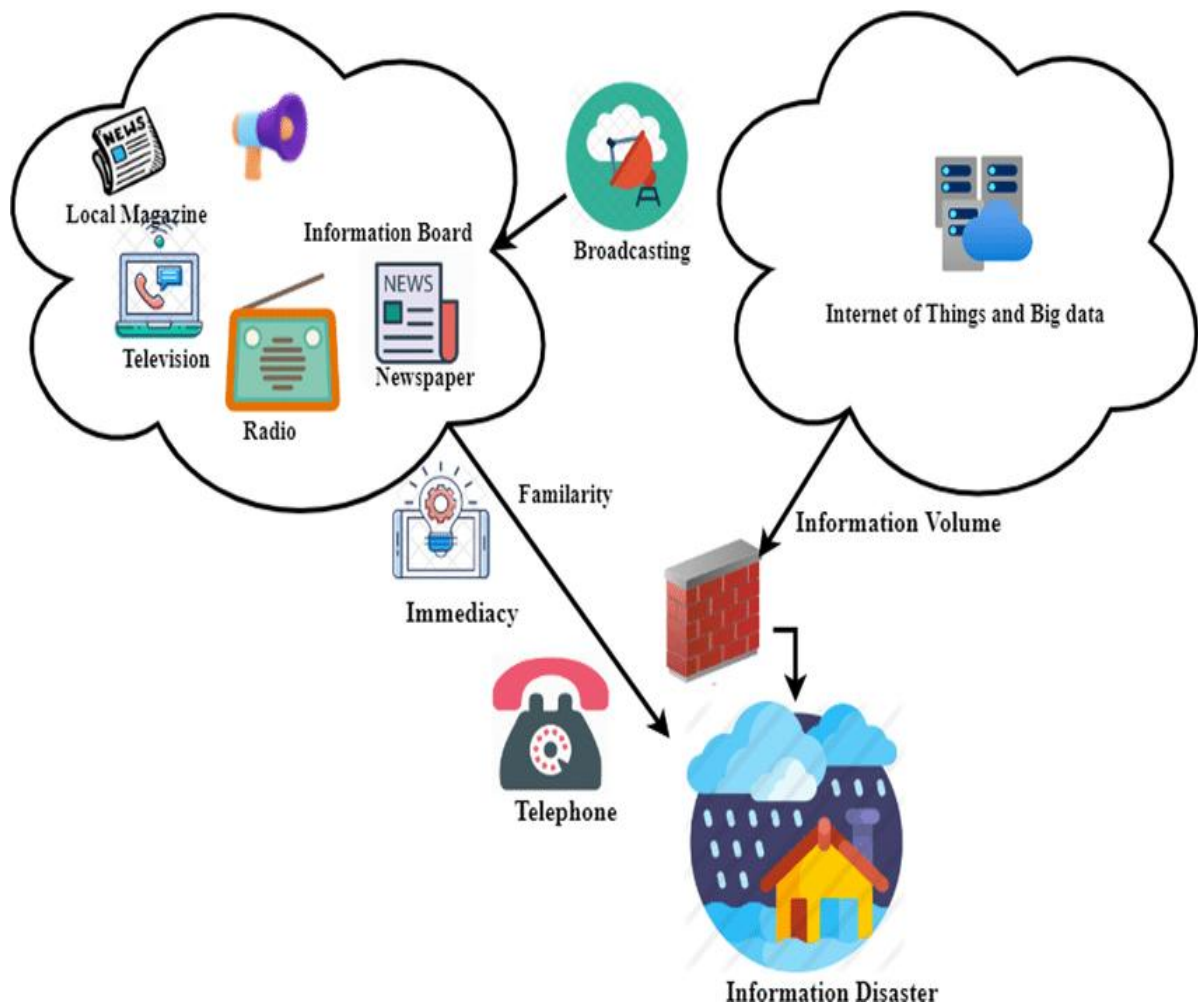 NEWS
Local Magazine
Information Board
Broadcasting
NEWS
Television
Newspaper
Radio
Internet of Things and Big data
Familarity
Information Volume
Immediacy
Telephone
Information Disaster